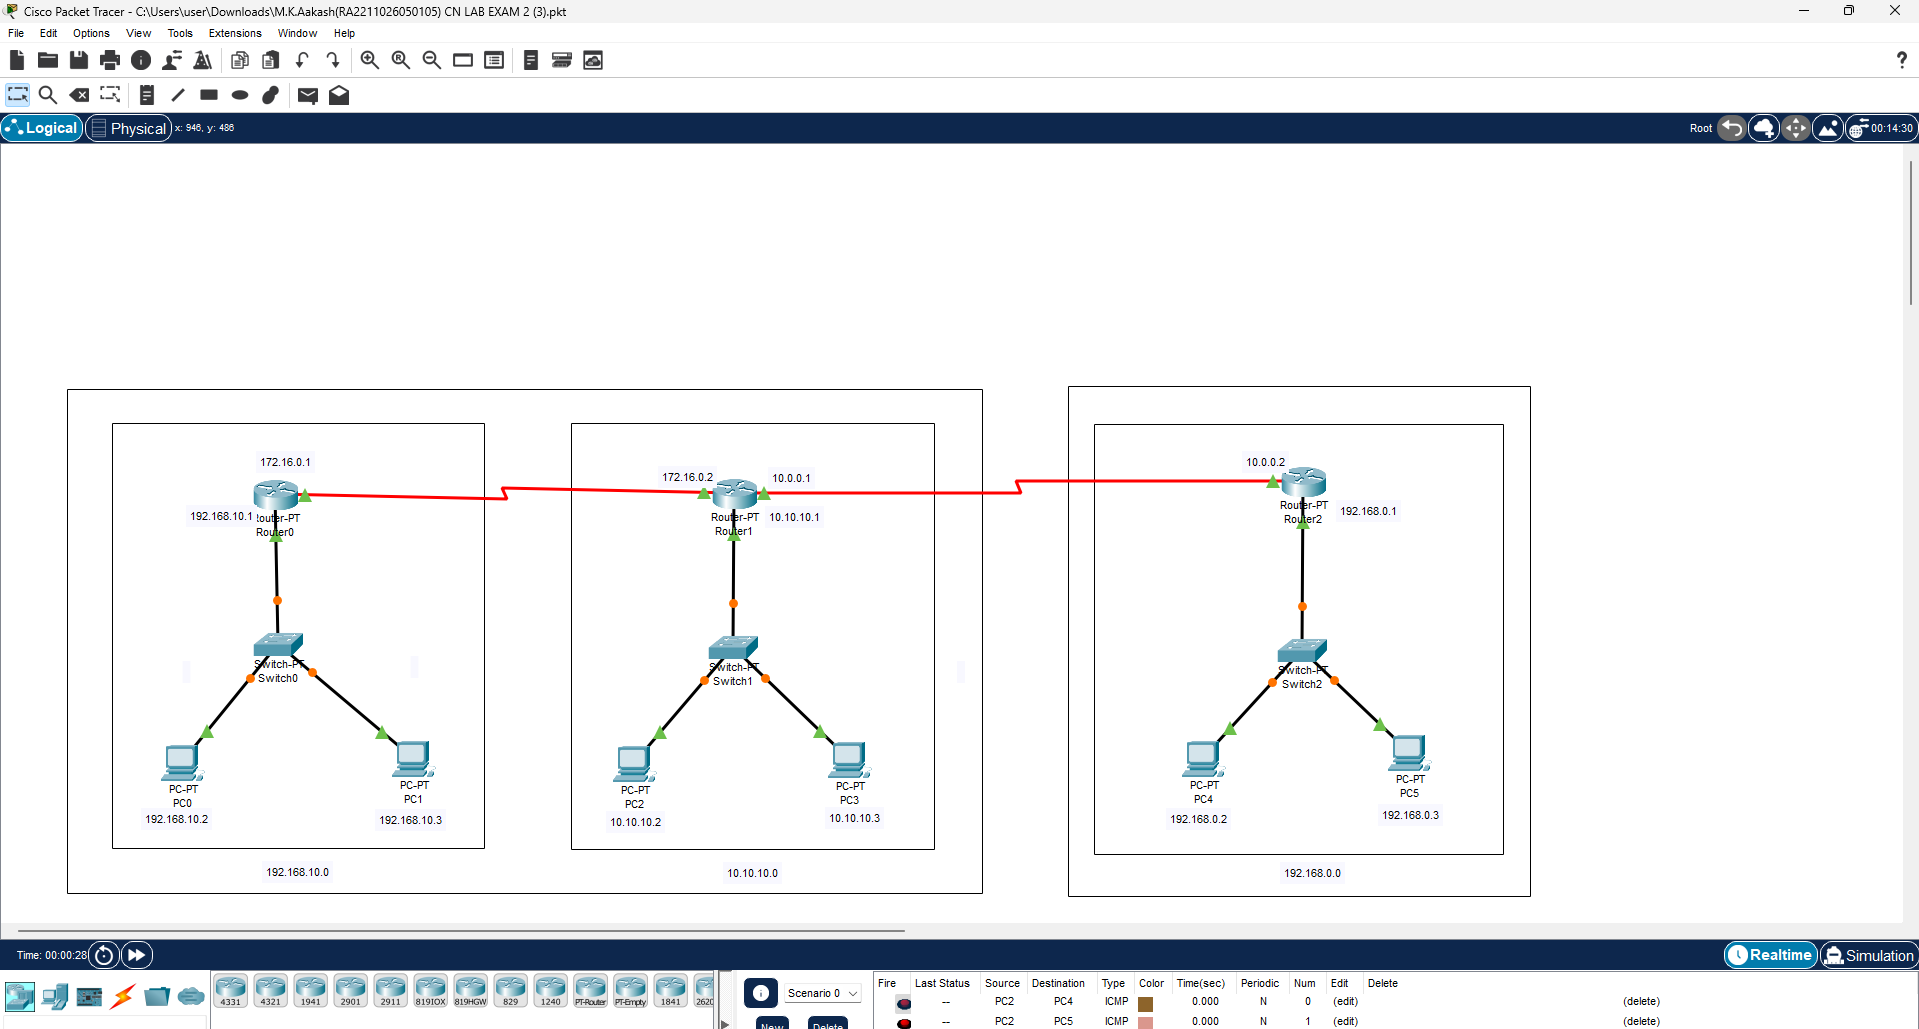 Cisco Packet Tracer - C:\Users\user\Downloads\M.K.Aakash(RA2211026050105) CN LAB EXAM 2 (3).pkt
File Edit Options View Tools Extensions Window Help
Logical Physical x: 946, y: 486 Root 00:14:30
172.16.0.1
192.168.10.1
Router-PT
Router0
Switch-PT
Switch0
PC-PT
PC0
192.168.10.2
PC-PT
PC1
192.168.10.3
192.168.10.0
172.16.0.2
10.0.0.1
Router-PT
Router1
10.10.10.1
Switch-PT
Switch1
PC-PT
PC2
10.10.10.2
PC-PT
PC3
10.10.10.3
10.10.10.0
10.0.0.2
Router-PT
Router2
192.168.0.1
Switch-PT
Switch2
PC-PT
PC4
192.168.0.2
PC-PT
PC5
192.168.0.3
192.168.0.0
Time: 00:00:28 Realtime Simulation
4331 4321 1941 2901 2911 819IOX 819HGW 829 1240 PT-Router PT-Empty 1841 2620
Scenario 0
New Delete
Fire Last Status Source Destination Type Color Time(sec) Periodic Num Edit Delete
-- PC2 PC4 ICMP 0.000 N 0 (edit) (delete)
-- PC2 PC5 ICMP 0.000 N 1 (edit) (delete)